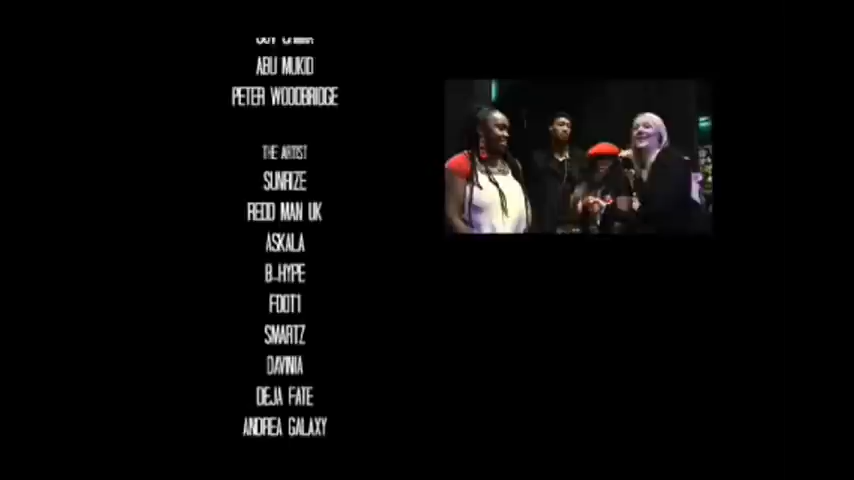 ABU MUKID
PETER WOODBRIDGE
THE ARTIST
SUNRIZE
REDD MAN UK
ASKALA
B-HYPE
FOOT1
SMARTZ
DAVINIA
DEJA FATE
ANDREA GALAXY